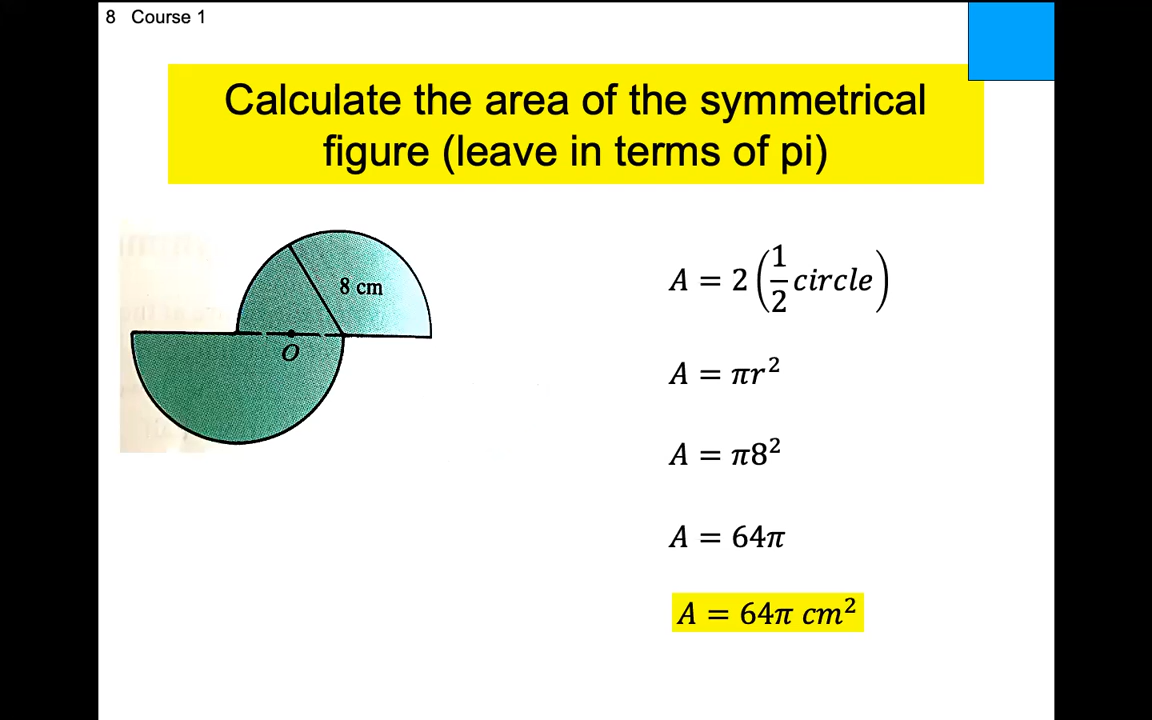 8 Course 1
Calculate the area of the symmetrical
figure (leave in terms of pi)
8 cm
O
A = 2(1/2 circle)
A = πr²
A = π8²
A = 64π
A = 64π cm²